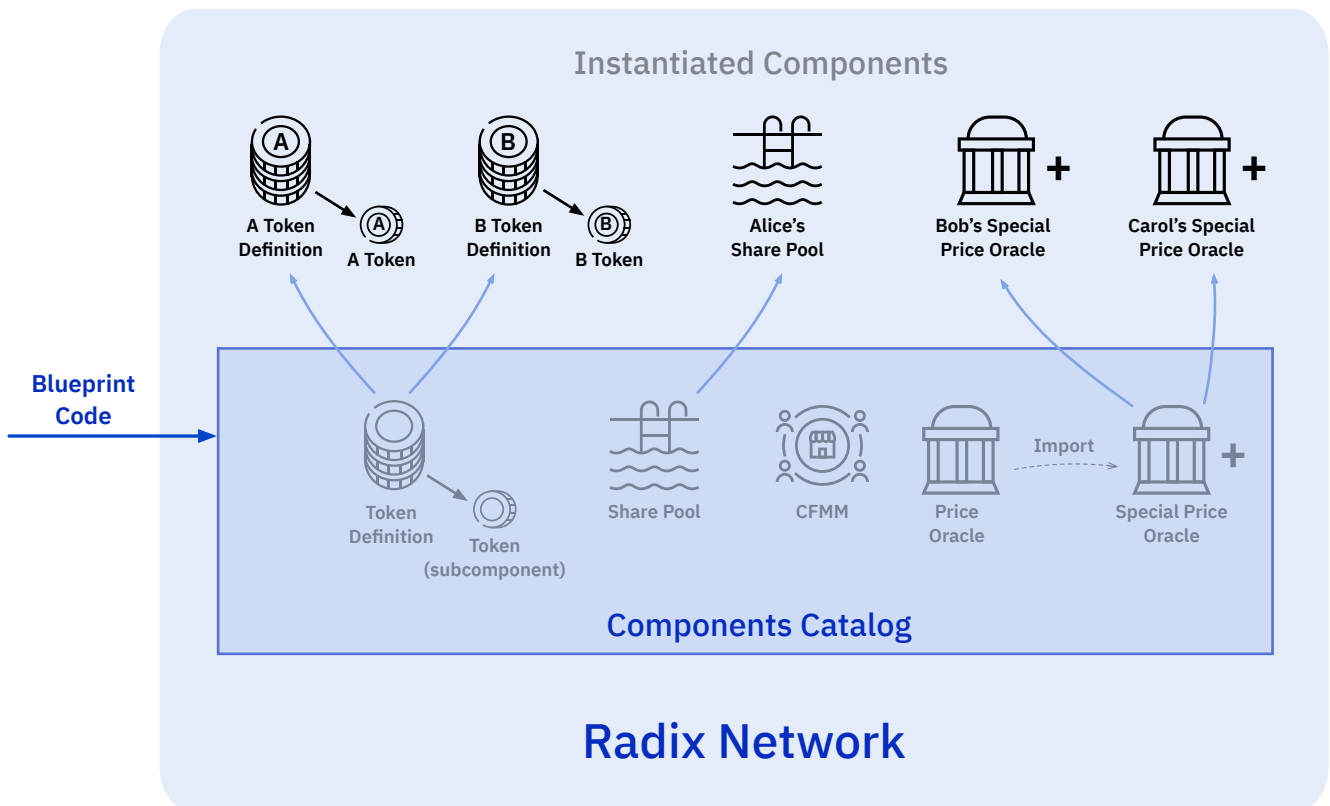 Instantiated Components
A
B
A Token
Definition
A
A Token
B Token
Definition
B
B Token
Alice’s
Share Pool
+
Bob’s Special
Price Oracle
+
Carol’s Special
Price Oracle
Blueprint
Code
Token
Definition
Token
(subcomponent)
Share Pool
CFMM
Price
Oracle
Import
+
Special Price
Oracle
Components Catalog
Radix Network